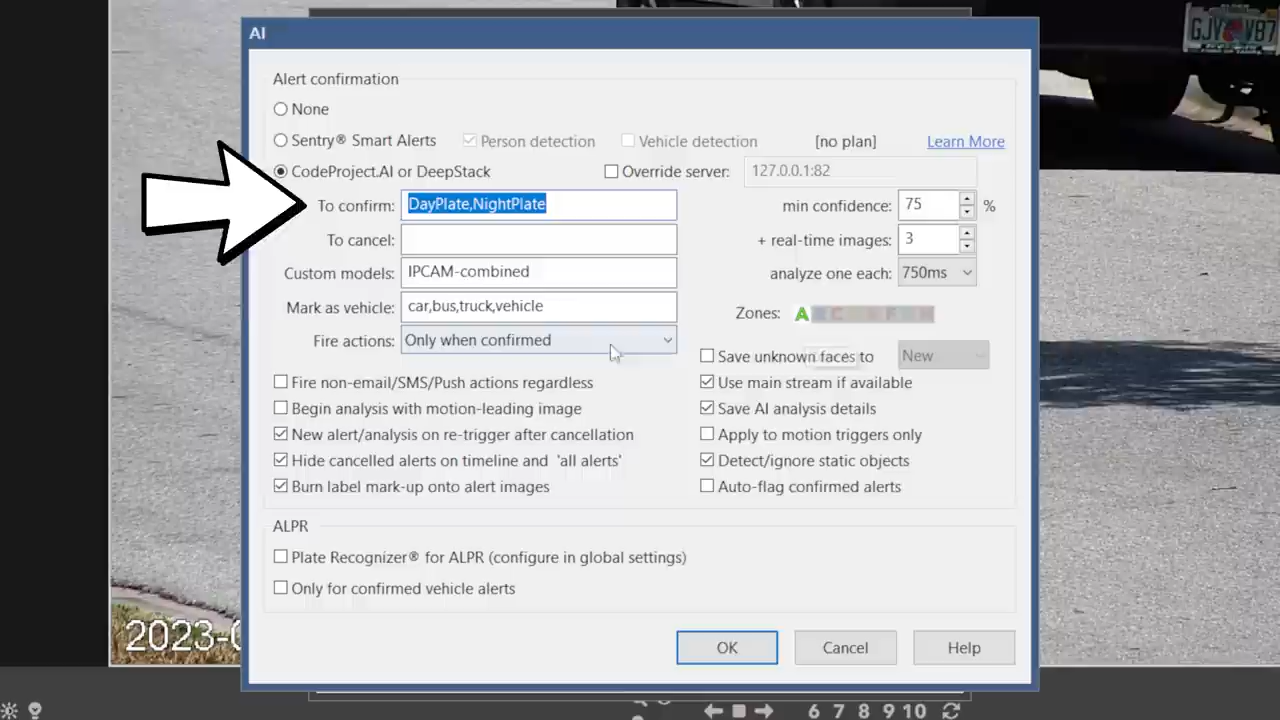 GJV V87
AI
Alert confirmation
None
Sentry® Smart Alerts Person detection Vehicle detection [no plan] Learn More
CodeProject.AI or DeepStack Override server: 127.0.0.1:82
To confirm: DayPlate,NightPlate min confidence: 75 %
To cancel: + real-time images: 3
Custom models: IPCAM-combined analyze one each: 750ms
Mark as vehicle: car,bus,truck,vehicle Zones: A
Fire actions: Only when confirmed
Save unknown faces to New
Fire non-email/SMS/Push actions regardless Use main stream if available
Begin analysis with motion-leading image Save AI analysis details
New alert/analysis on re-trigger after cancellation Apply to motion triggers only
Hide cancelled alerts on timeline and 'all alerts' Detect/ignore static objects
Burn label mark-up onto alert images Auto-flag confirmed alerts
ALPR
Plate Recognizer® for ALPR (configure in global settings)
Only for confirmed vehicle alerts
2023-0
OK Cancel Help
6 7 8 9 10